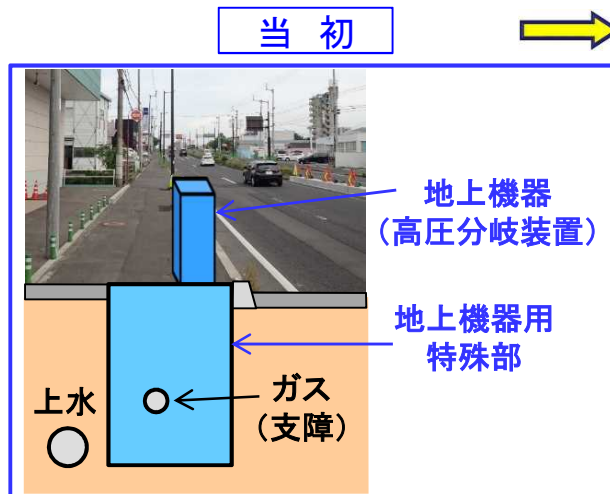 当 初
地上機器
（高圧分岐装置）
地上機器用
特殊部
上水
ガス
（支障）